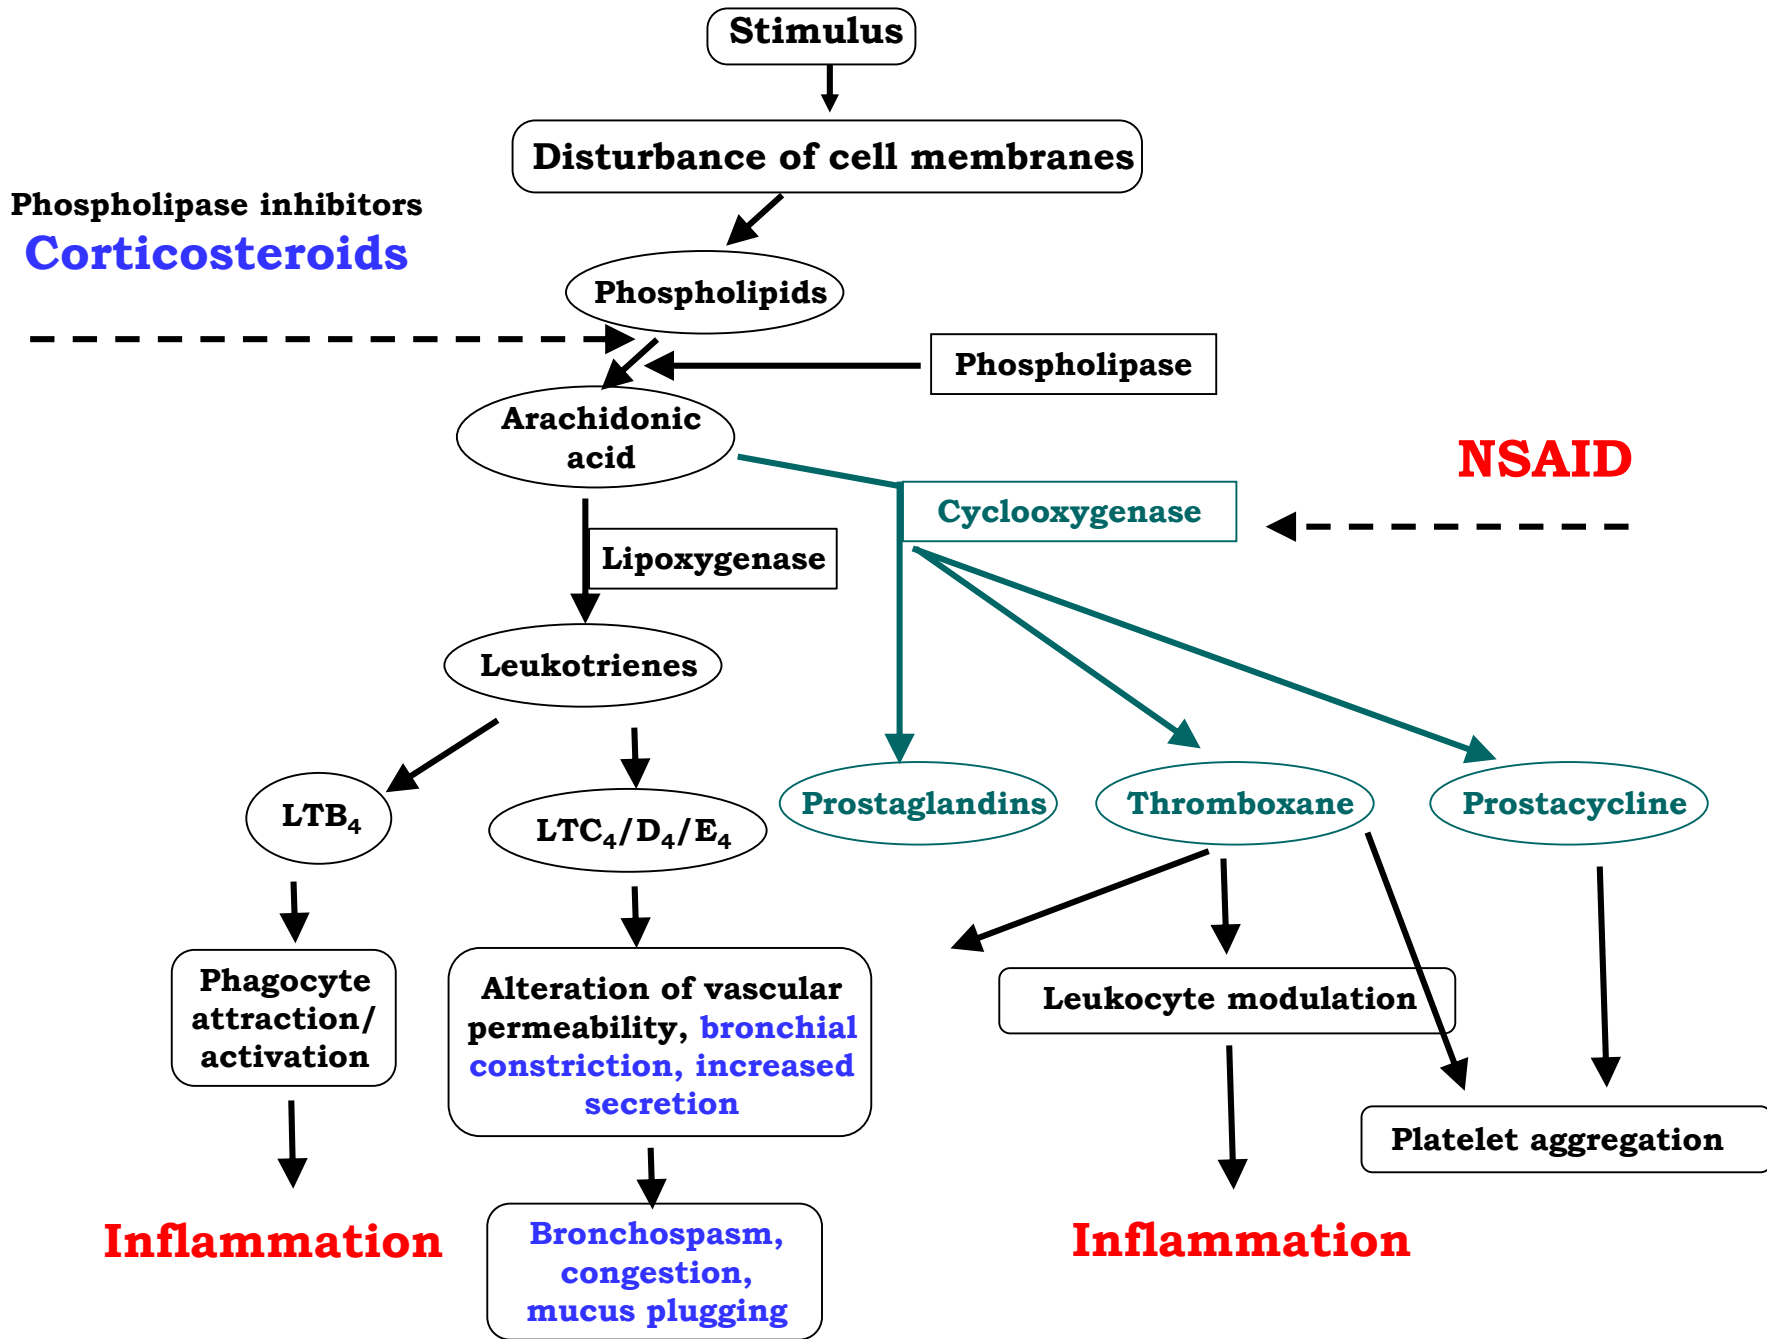 Stimulus
Disturbance of cell membranes
Phospholipase inhibitors
Corticosteroids
Phospholipids
Phospholipase
Arachidonic
acid
NSAID
Cyclooxygenase
Lipoxygenase
Leukotrienes
LTB₄
LTC₄/D₄/E₄
Prostaglandins
Thromboxane
Prostacycline
Phagocyte
attraction/
activation
Alteration of vascular
permeability, bronchial
constriction, increased
secretion
Leukocyte modulation
Platelet aggregation
Inflammation
Bronchospasm,
congestion,
mucus plugging
Inflammation